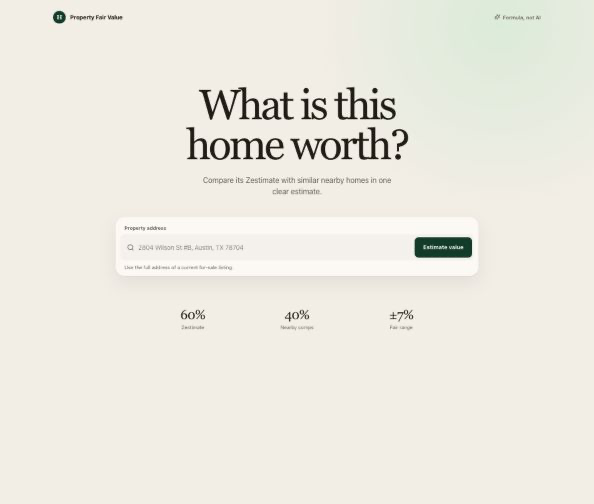 Property Fair Value
Formula, not AI
What is this
home worth?
Compare its Zestimate with similar nearby homes in one
clear estimate.
Property address
2804 Wilson St #B, Austin, TX 78704
Estimate value
Use the full address of a current for-sale listing.
60%
40%
±7%
Zestimate
Nearby comps
Fair range